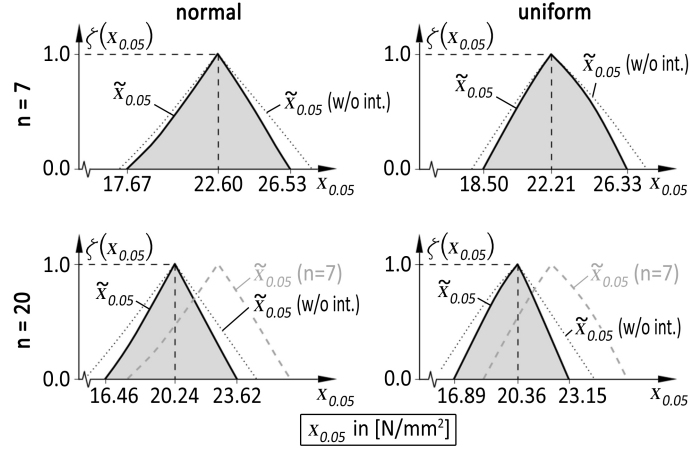 normal
uniform
n = 7
ζ(x0.05)
1.0
x̃0.05
x̃0.05 (w/o int.)
0.0
17.67 22.60 26.53 x0.05
ζ(x0.05)
1.0
x̃0.05
x̃0.05 (w/o int.)
0.0
18.50 22.21 26.33 x0.05
n = 20
ζ(x0.05)
1.0
x̃0.05 (n=7)
x̃0.05
x̃0.05 (w/o int.)
0.0
16.46 20.24 23.62 x0.05
ζ(x0.05)
1.0
x̃0.05 (n=7)
x̃0.05
x̃0.05 (w/o int.)
0.0
16.89 20.36 23.15 x0.05
x0.05 in [N/mm²]